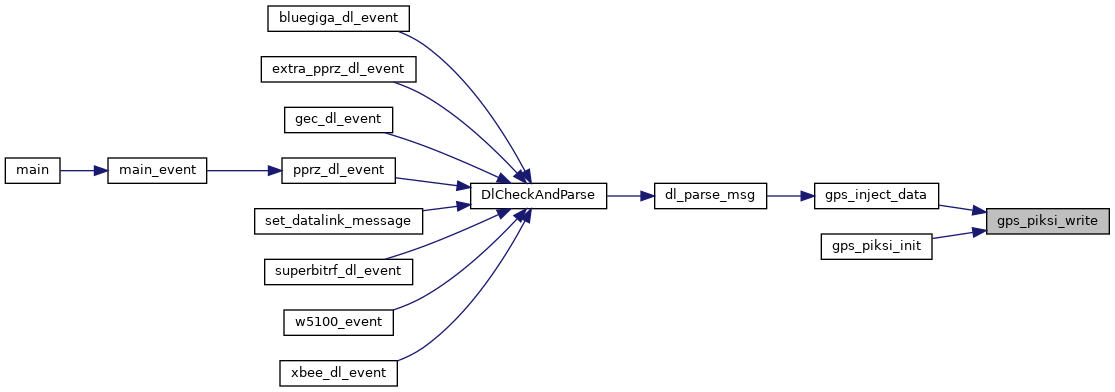 bluegiga_dl_event
extra_pprz_dl_event
gec_dl_event
main
main_event
pprz_dl_event
DlCheckAndParse
dl_parse_msg
gps_inject_data
gps_piksi_write
set_datalink_message
gps_piksi_init
superbitrf_dl_event
w5100_event
xbee_dl_event